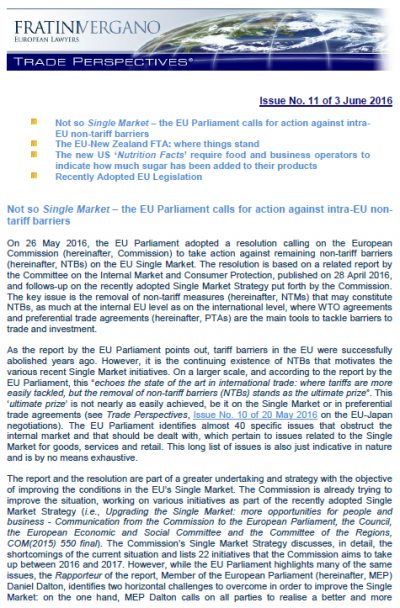 FRATINIVERGANO
EUROPEAN LAWYERS
TRADE PERSPECTIVES®
Issue No. 11 of 3 June 2016
Not so Single Market – the EU Parliament calls for action against intra-
EU non-tariff barriers
The EU-New Zealand FTA: where things stand
The new US ‘Nutrition Facts’ require food and business operators to
indicate how much sugar has been added to their products
Recently Adopted EU Legislation
Not so Single Market – the EU Parliament calls for action against intra-EU non-
tariff barriers
On 26 May 2016, the EU Parliament adopted a resolution calling on the European
Commission (hereinafter, Commission) to take action against remaining non-tariff barriers
(hereinafter, NTBs) on the EU Single Market. The resolution is based on a related report by
the Committee on the Internal Market and Consumer Protection, published on 28 April 2016,
and follows-up on the recently adopted Single Market Strategy put forth by the Commission.
The key issue is the removal of non-tariff measures (hereinafter, NTMs) that may constitute
NTBs, as much at the internal EU level as on the international level, where WTO agreements
and preferential trade agreements (hereinafter, PTAs) are the main tools to tackle barriers to
trade and investment.
As the report by the EU Parliament points out, tariff barriers in the EU were successfully
abolished years ago. However, it is the continuing existence of NTBs that motivates the
various recent Single Market initiatives. On a larger scale, and according to the report by the
EU Parliament, this “echoes the state of the art in international trade: where tariffs are more
easily tackled, but the removal of non-tariff barriers (NTBs) stands as the ultimate prize”. This
‘ultimate prize’ is not nearly as easily achieved, be it on the Single Market or in preferential
trade agreements (see Trade Perspectives, Issue No. 10 of 20 May 2016 on the EU-Japan
negotiations). The EU Parliament identifies almost 40 specific issues that obstruct the
internal market and that should be dealt with, which pertain to issues related to the Single
Market for goods, services and retail. This long list of issues is also just indicative in nature
and is by no means exhaustive.
The report and the resolution are part of a greater undertaking and strategy with the objective
of improving the conditions in the EU's Single Market. The Commission is already trying to
improve the situation, working on various initiatives as part of the recently adopted Single
Market Strategy (i.e., Upgrading the Single Market: more opportunities for people and
business - Communication from the Commission to the European Parliament, the Council,
the European Economic and Social Committee and the Committee of the Regions,
COM(2015) 550 final). The Commission's Single Market Strategy discusses, in detail, the
shortcomings of the current situation and lists 22 initiatives that the Commission aims to take
up between 2016 and 2017. However, while the EU Parliament highlights many of the same
issues, the Rapporteur of the report, Member of the European Parliament (hereinafter, MEP)
Daniel Dalton, identifies two horizontal challenges to overcome in order to improve the Single
Market: on the one hand, MEP Dalton calls on all parties to realise a better and more